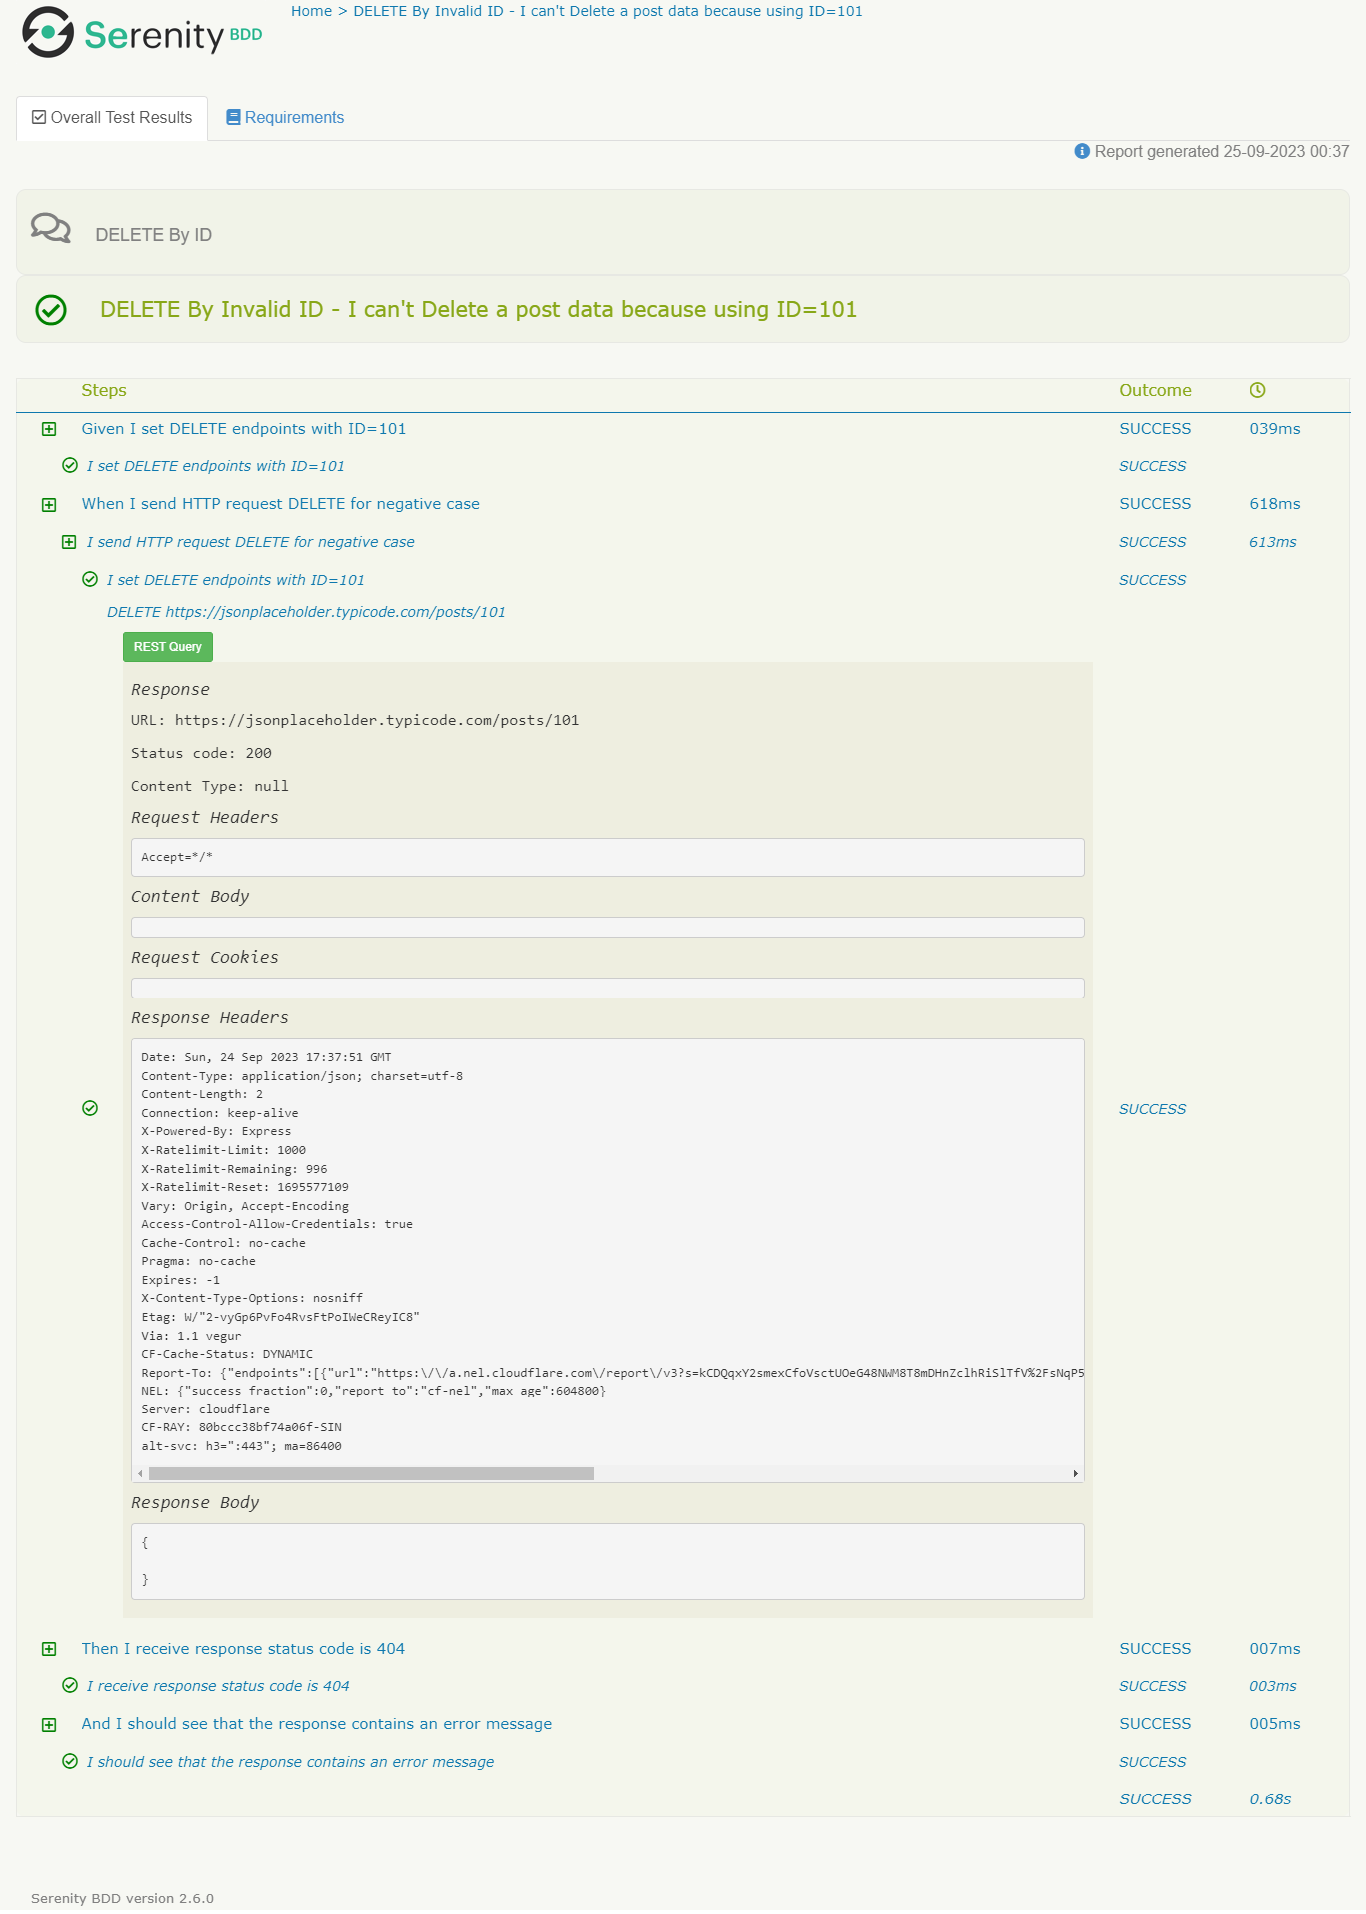 Serenity BDD
Home > DELETE By Invalid ID - I can't Delete a post data because using ID=101
Overall Test Results
Requirements
Report generated 25-09-2023 00:37
DELETE By ID
DELETE By Invalid ID - I can't Delete a post data because using ID=101
Steps Outcome
Given I set DELETE endpoints with ID=101 SUCCESS 039ms
I set DELETE endpoints with ID=101 SUCCESS
When I send HTTP request DELETE for negative case SUCCESS 618ms
I send HTTP request DELETE for negative case SUCCESS 613ms
I set DELETE endpoints with ID=101 SUCCESS
DELETE https://jsonplaceholder.typicode.com/posts/101
REST Query
Response
URL: https://jsonplaceholder.typicode.com/posts/101
Status code: 200
Content Type: null
Request Headers
Accept=*/*
Content Body
Request Cookies
Response Headers
Date: Sun, 24 Sep 2023 17:37:51 GMT
Content-Type: application/json; charset=utf-8
Content-Length: 2
Connection: keep-alive
X-Powered-By: Express
X-Ratelimit-Limit: 1000
X-Ratelimit-Remaining: 996
X-Ratelimit-Reset: 1695577109
Vary: Origin, Accept-Encoding
Access-Control-Allow-Credentials: true
Cache-Control: no-cache
Pragma: no-cache
Expires: -1
X-Content-Type-Options: nosniff
Etag: W/"2-vyGp6PvFo4RvsFtPoIWeCReyIC8"
Via: 1.1 vegur
CF-Cache-Status: DYNAMIC
Report-To: {"endpoints":[{"url":"https:\/\/a.nel.cloudflare.com\/report\/v3?s=kCDQqxY2smexCfoVsctUOeG48NWM8T8mDHnZclhRiSlTfV%2FsNqP5
NEL: {"success_fraction":0,"report_to":"cf-nel","max_age":604800}
Server: cloudflare
CF-RAY: 80bccc38bf74a06f-SIN
alt-svc: h3=":443"; ma=86400
SUCCESS
Response Body
{
}
Then I receive response status code is 404 SUCCESS 007ms
I receive response status code is 404 SUCCESS 003ms
And I should see that the response contains an error message SUCCESS 005ms
I should see that the response contains an error message SUCCESS
SUCCESS 0.68s
Serenity BDD version 2.6.0